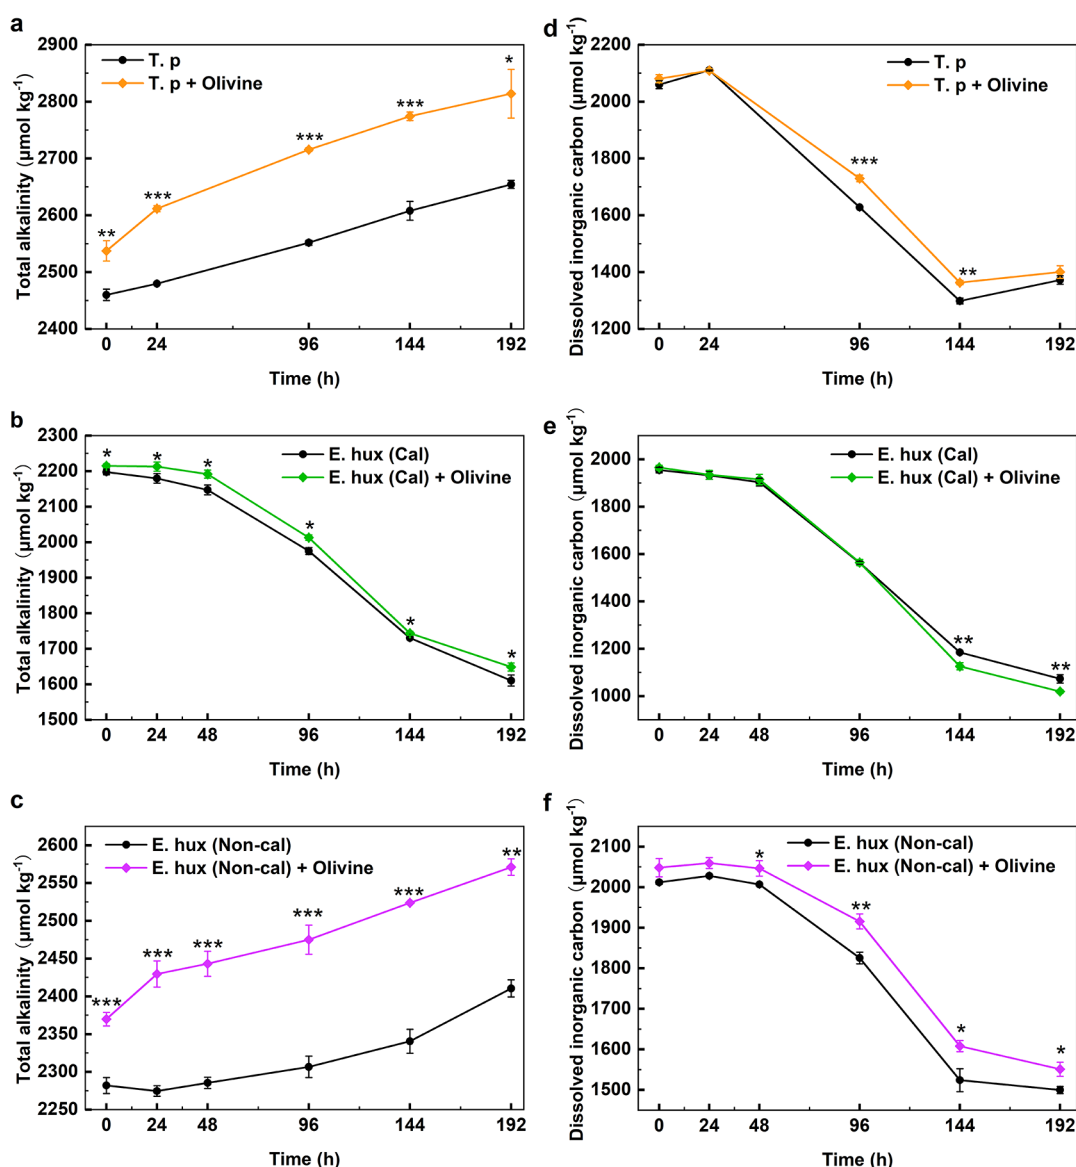 a
Total alkalinity (μmol kg-1)
2900
2800
2700
2600
2500
2400
T. p
T. p + Olivine
**
***
***
***
*
0 24 96 144 192
Time (h)
d
Dissolved inorganic carbon (μmol kg-1)
2200
2000
1800
1600
1400
1200
T. p
T. p + Olivine
***
**
0 24 96 144 192
Time (h)
b
Total alkalinity (μmol kg-1)
2300
2200
2100
2000
1900
1800
1700
1600
1500
E. hux (Cal)
E. hux (Cal) + Olivine
*
*
*
*
*
*
0 24 48 96 144 192
Time (h)
e
Dissolved inorganic carbon (μmol kg-1)
2000
1800
1600
1400
1200
1000
E. hux (Cal)
E. hux (Cal) + Olivine
**
**
0 24 48 96 144 192
Time (h)
c
Total alkalinity (μmol kg-1)
2600
2550
2500
2450
2400
2350
2300
2250
E. hux (Non-cal)
E. hux (Non-cal) + Olivine
***
***
***
***
***
**
0 24 48 96 144 192
Time (h)
f
Dissolved inorganic carbon (μmol kg-1)
2100
2000
1900
1800
1700
1600
1500
E. hux (Non-cal)
E. hux (Non-cal) + Olivine
*
**
*
*
0 24 48 96 144 192
Time (h)